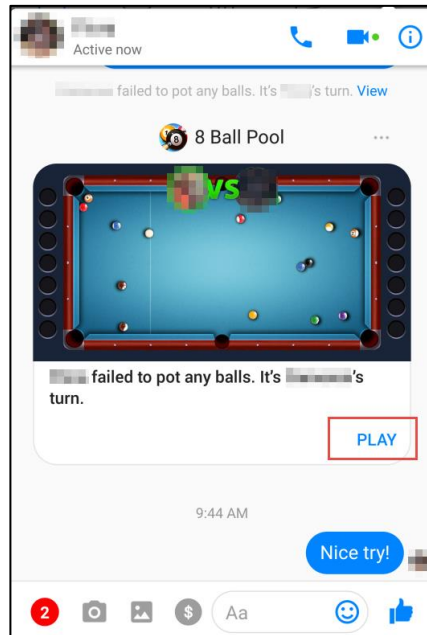 Active now
failed to pot any balls. It's 's turn. View
8 Ball Pool
...
VS
failed to pot any balls. It's 's
turn.
PLAY
9:44 AM
Nice try!
2
$
Aa